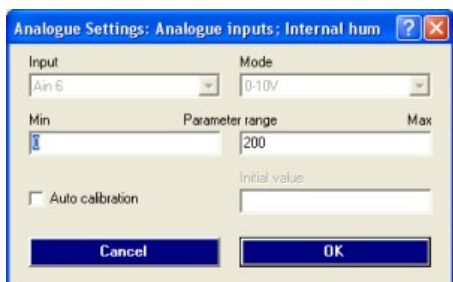 Analogue Settings: Analogue inputs; Internal hum
Input Mode
Ain 6 0-10V
Min Parameter range Max
0 200
Initial value
Auto calibration
Cancel OK